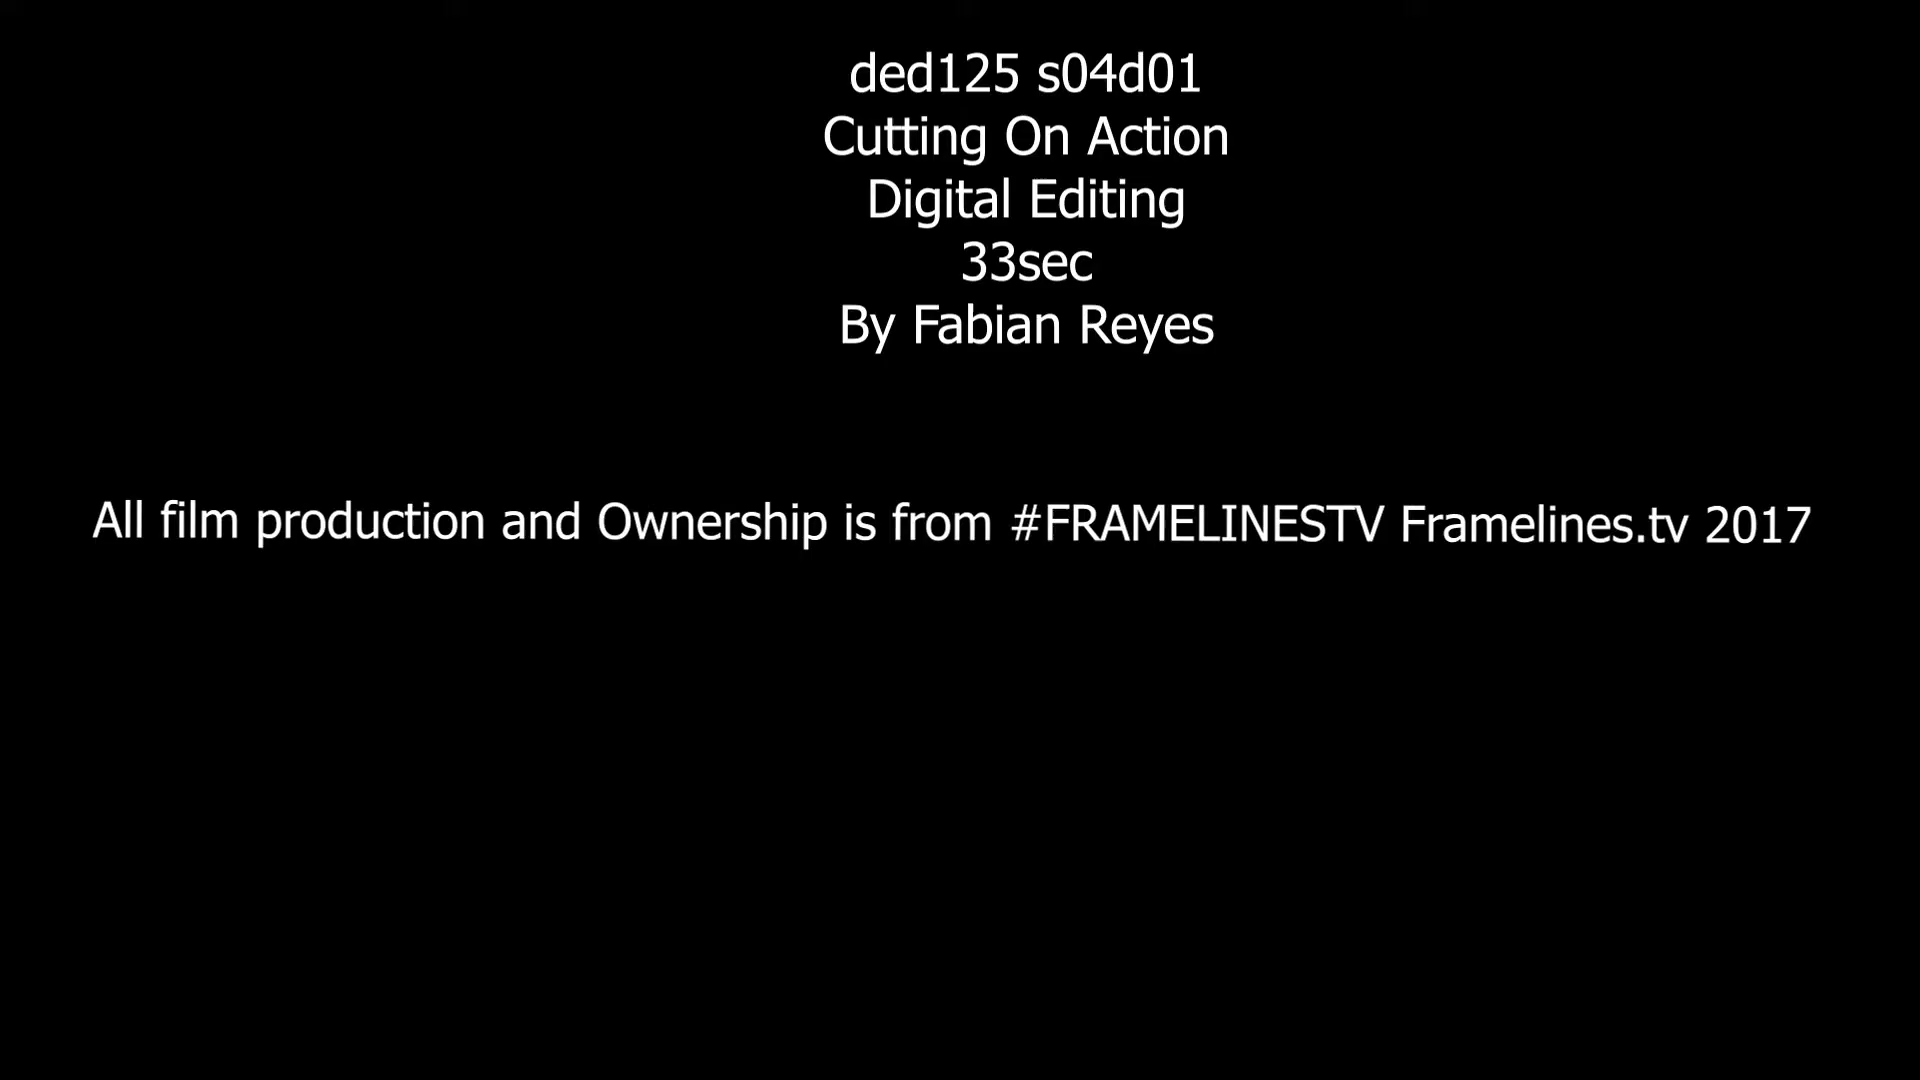 ded125 s04d01
Cutting On Action
Digital Editing
33sec
By Fabian Reyes
All film production and Ownership is from #FRAMELINESTV Framelines.tv 2017